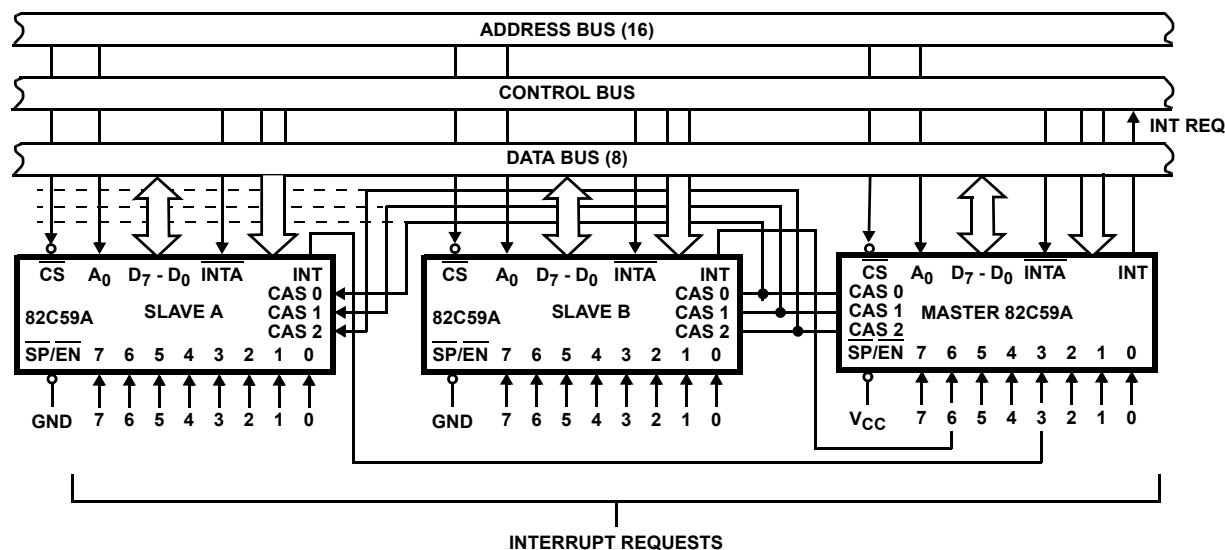 ADDRESS BUS (16)
CONTROL BUS
INT REQ
DATA BUS (8)
CS A0 D7 - D0 INTA INT
CAS 0
CAS 1
CAS 2
82C59A SLAVE A
SP/EN 7 6 5 4 3 2 1 0
GND 7 6 5 4 3 2 1 0
CS A0 D7 - D0 INTA INT
CAS 0
CAS 1
CAS 2
82C59A SLAVE B
SP/EN 7 6 5 4 3 2 1 0
GND 7 6 5 4 3 2 1 0
CS A0 D7 - D0 INTA INT
CAS 0
CAS 1
CAS 2
MASTER 82C59A
SP/EN 7 6 5 4 3 2 1 0
VCC 7 6 5 4 3 2 1 0
INTERRUPT REQUESTS